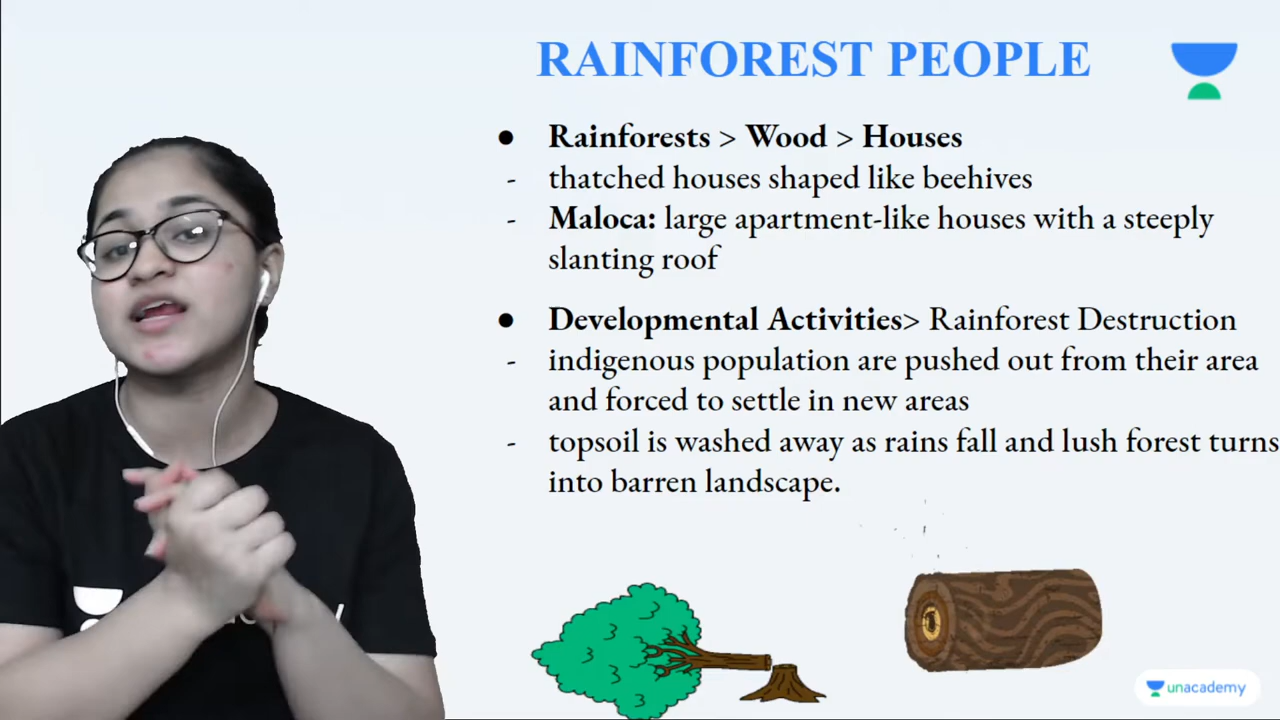 RAINFOREST PEOPLE
● Rainforests > Wood > Houses
- thatched houses shaped like beehives
- Maloca: large apartment-like houses with a steeply
slanting roof
● Developmental Activities> Rainforest Destruction
- indigenous population are pushed out from their area
and forced to settle in new areas
- topsoil is washed away as rains fall and lush forest turns
into barren landscape.
unacademy